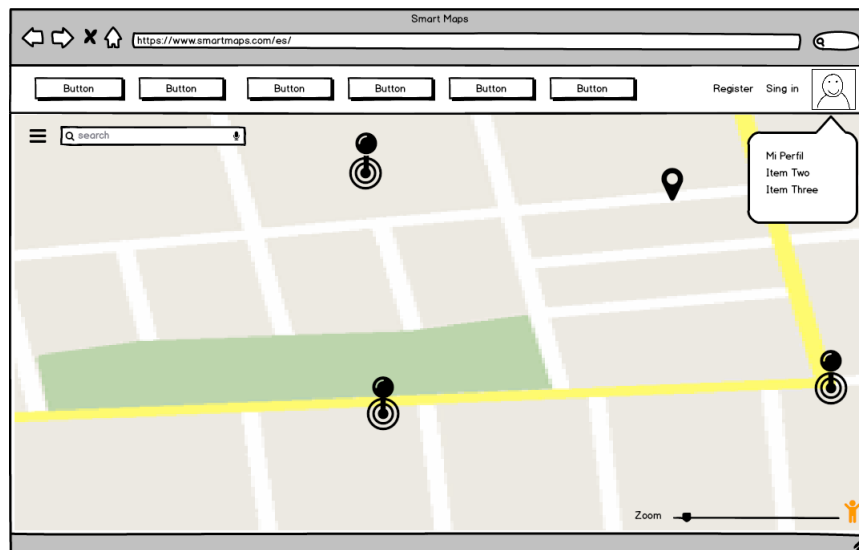 Smart Maps
https://www.smartmaps.com/es/
Button Button Button Button Button Button Register Sing in
search
Mi Perfil
Item Two
Item Three
Zoom